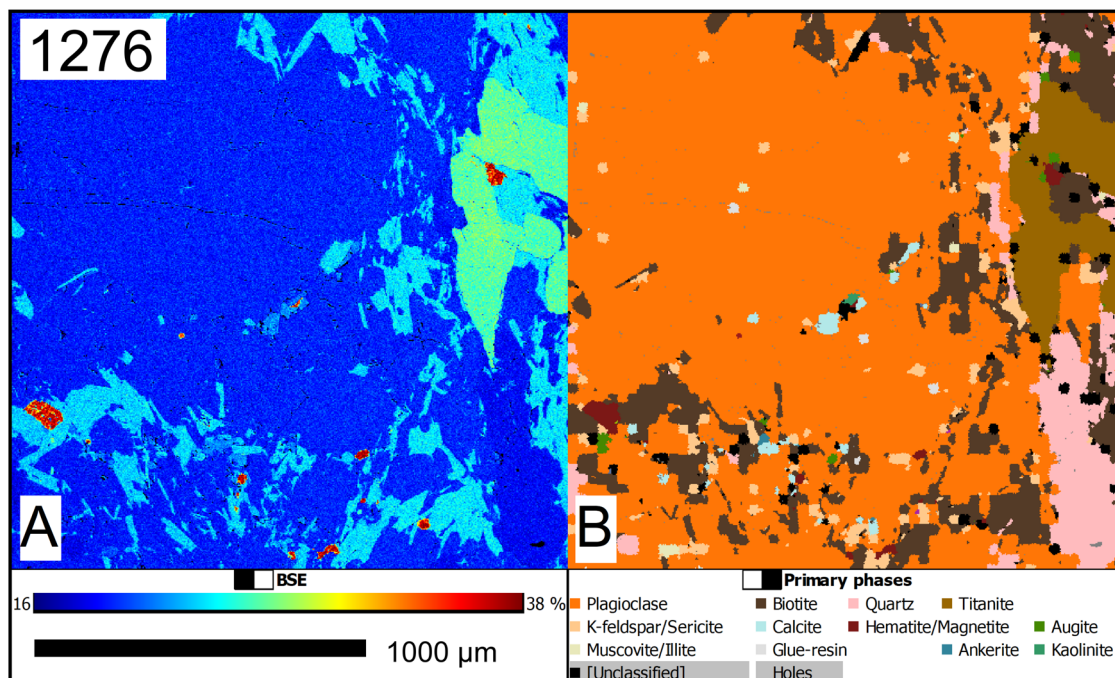 1276
A
B
BSE
16
38 %
1000 µm
Primary phases
Plagioclase
Biotite
Quartz
Titanite
K-feldspar/Sericite
Calcite
Hematite/Magnetite
Augite
Muscovite/Illite
Glue-resin
Ankerite
Kaolinite
[Unclassified]
Holes